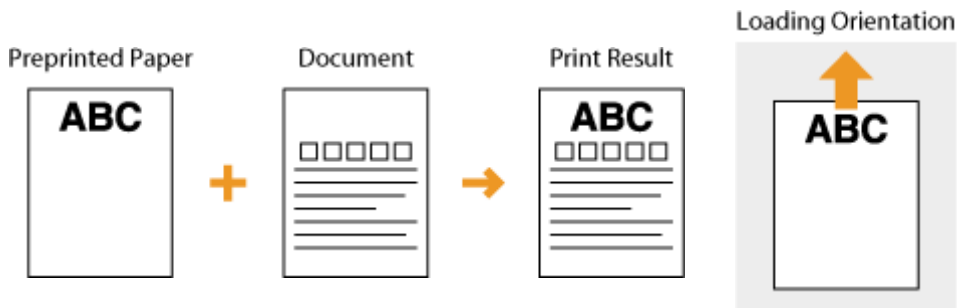 Loading Orientation
Preprinted Paper
Document
Print Result
ABC
ABC
ABC